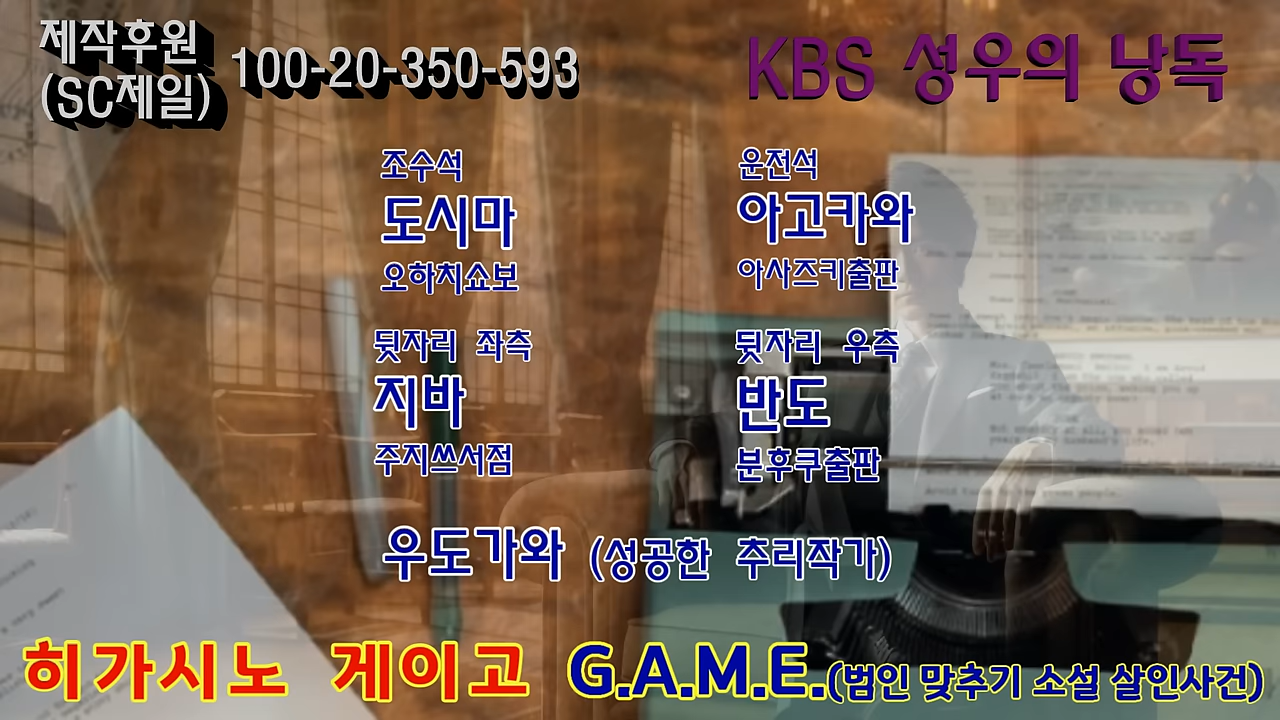 제작후원
(SC제일)
100-20-350-593
KBS 성우의 낭독
조수석
도시마
오하치쇼보
운전석
아고카와
아사즈키출판
뒷자리 좌측
지바
주지쓰서점
뒷자리 우측
반도
분후쿠출판
우도가와 (성공한 추리작가)
히가시노 게이고 G.A.M.E.(범인 맞추기 소설 살인사건)